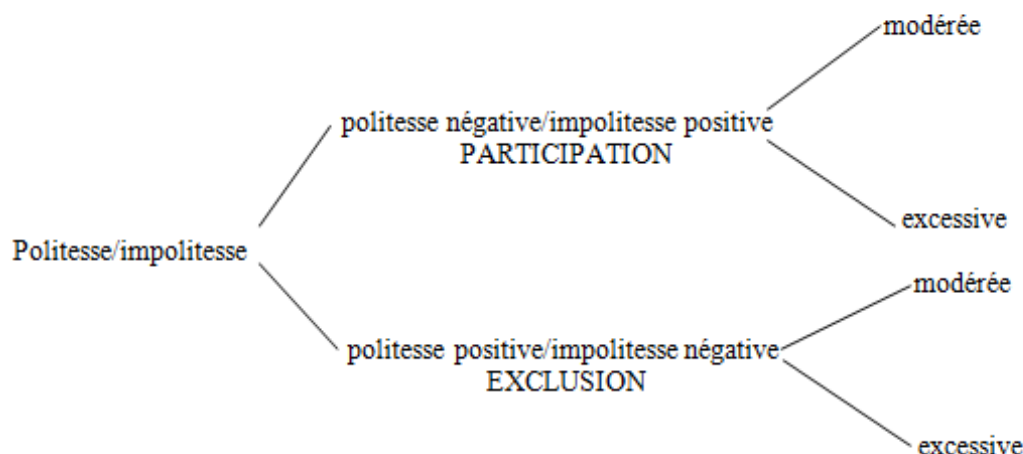 modérée
politesse négative/impolitesse positive
PARTICIPATION
excessive
Politesse/impolitesse
modérée
politesse positive/impolitesse négative
EXCLUSION
excessive